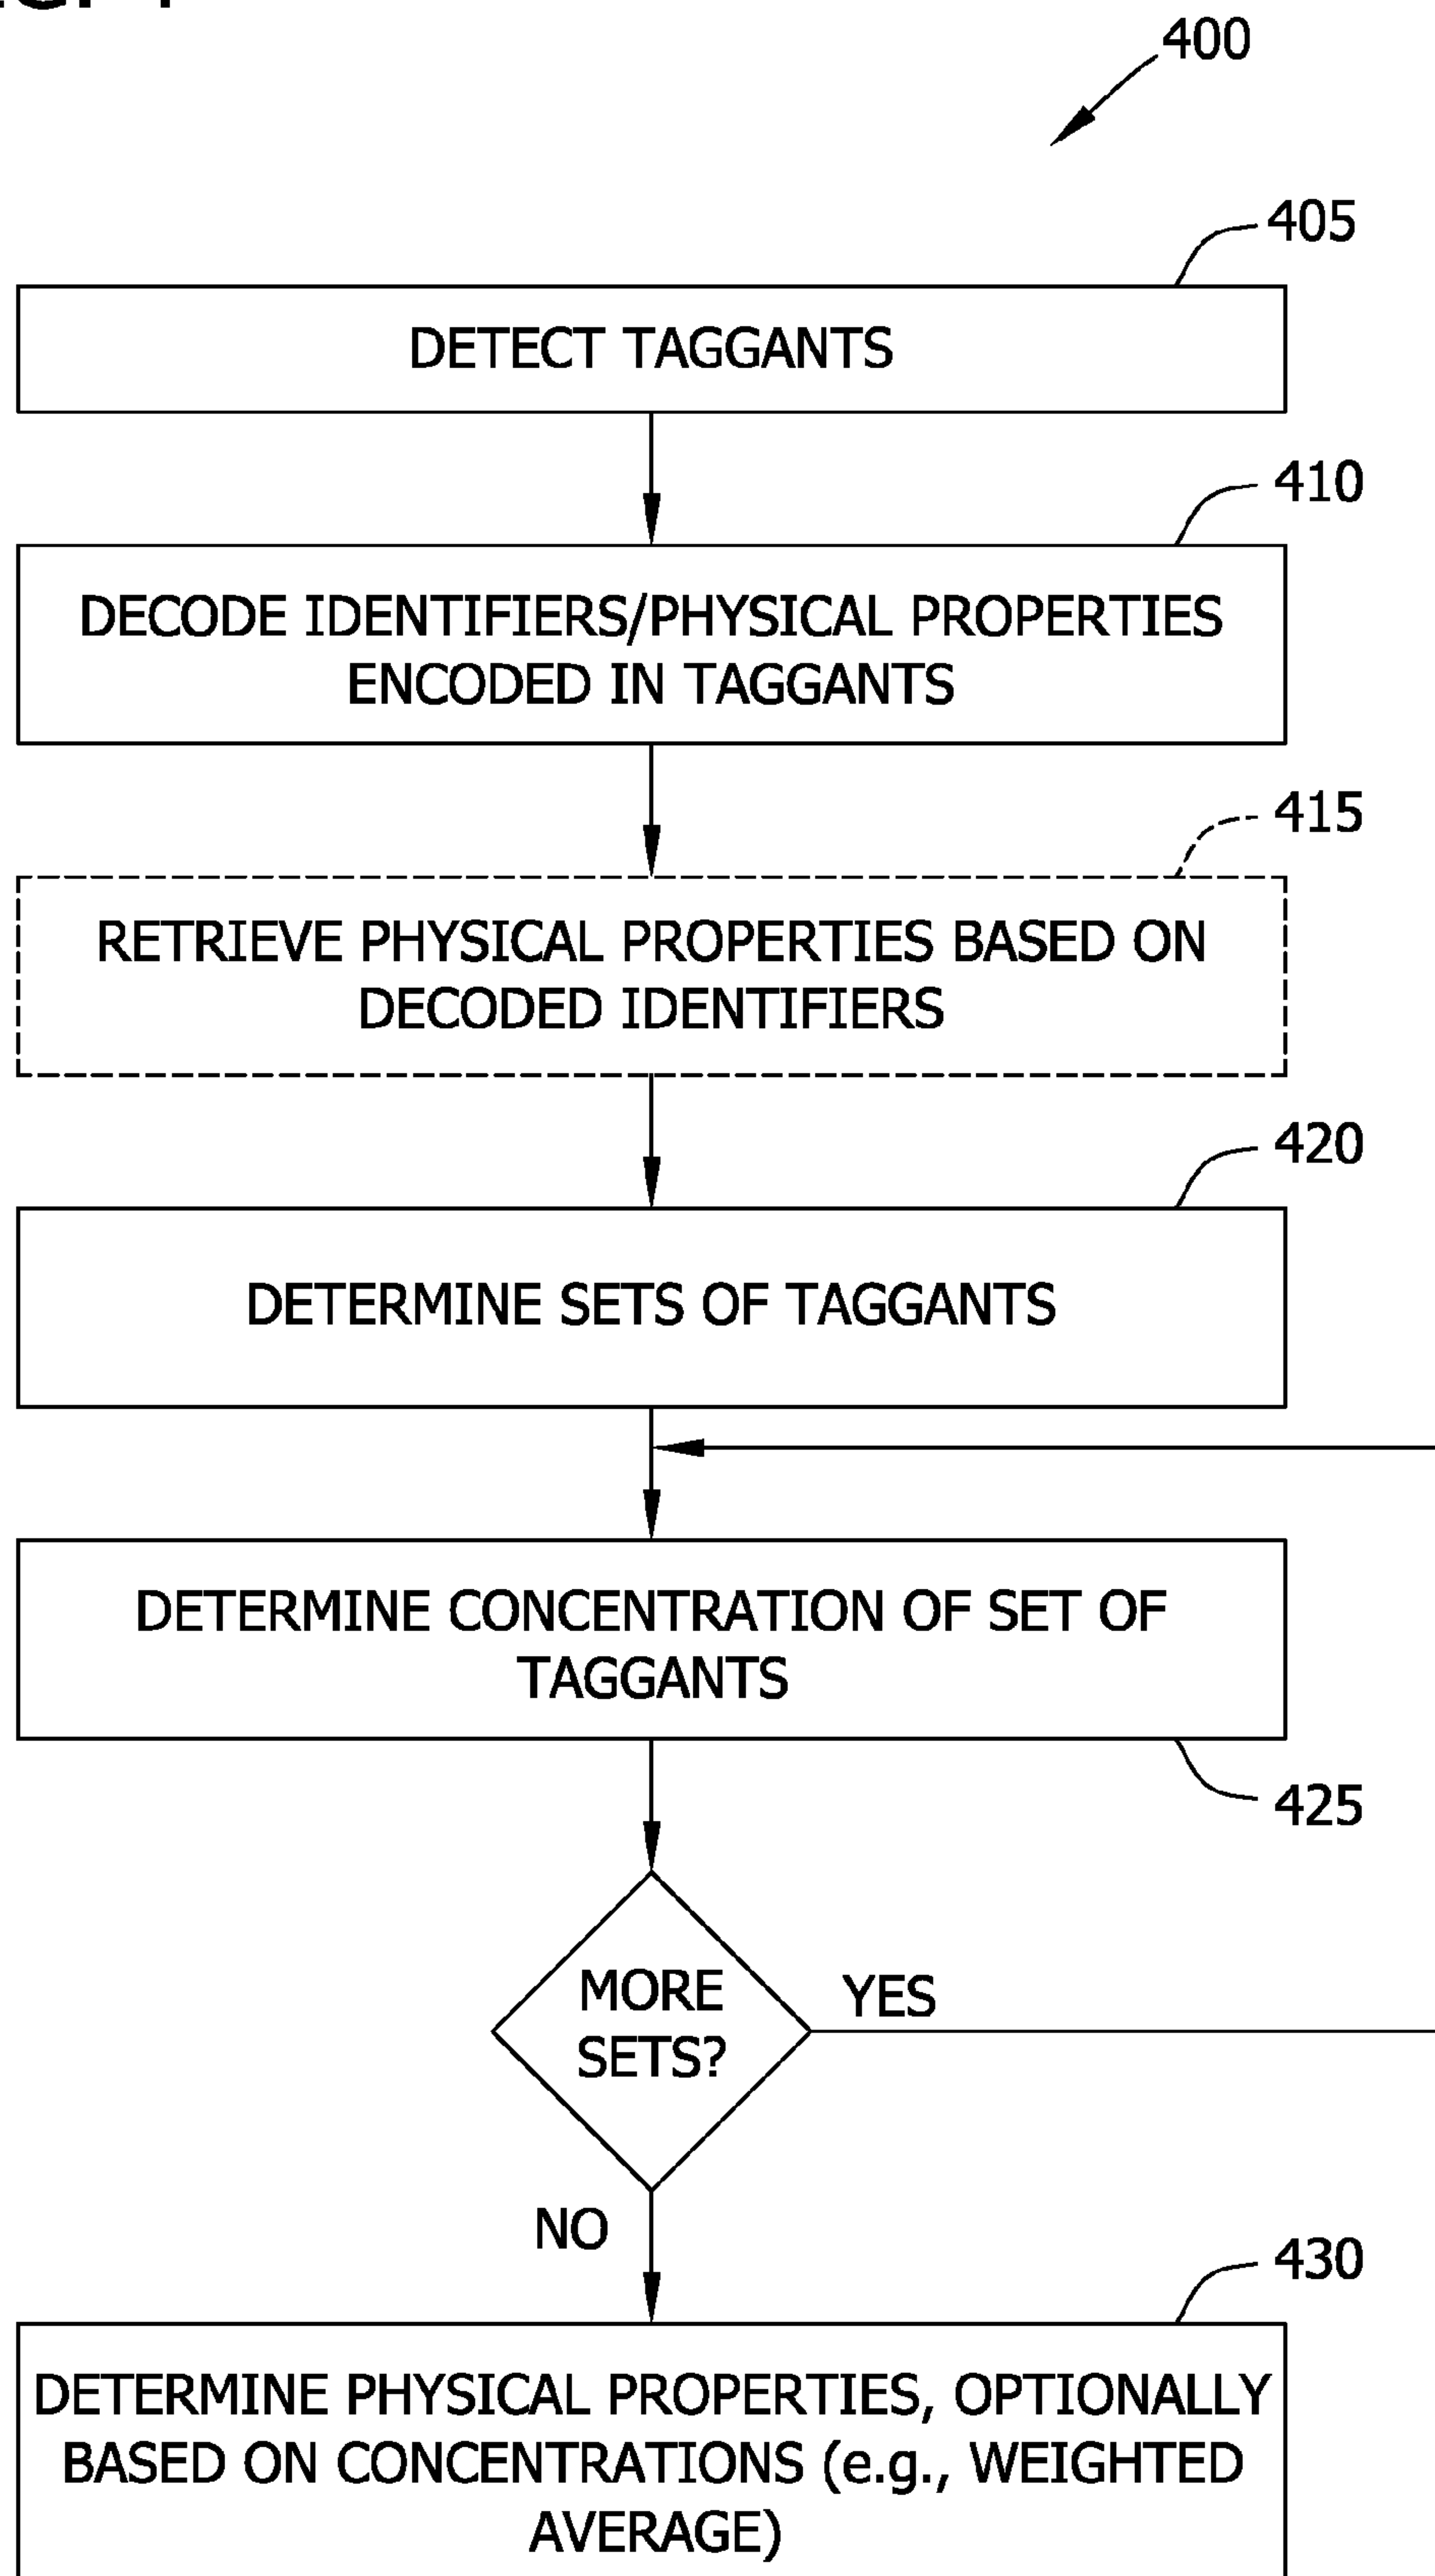 400
405
DETECT TAGGANTS
410
DECODE IDENTIFIERS/PHYSICAL PROPERTIES
ENCODED IN TAGGANTS
415
RETRIEVE PHYSICAL PROPERTIES BASED ON
DECODED IDENTIFIERS
420
DETERMINE SETS OF TAGGANTS
DETERMINE CONCENTRATION OF SET OF
TAGGANTS
425
MORE
SETS?
YES
NO
430
DETERMINE PHYSICAL PROPERTIES, OPTIONALLY
BASED ON CONCENTRATIONS (e.g., WEIGHTED
AVERAGE)